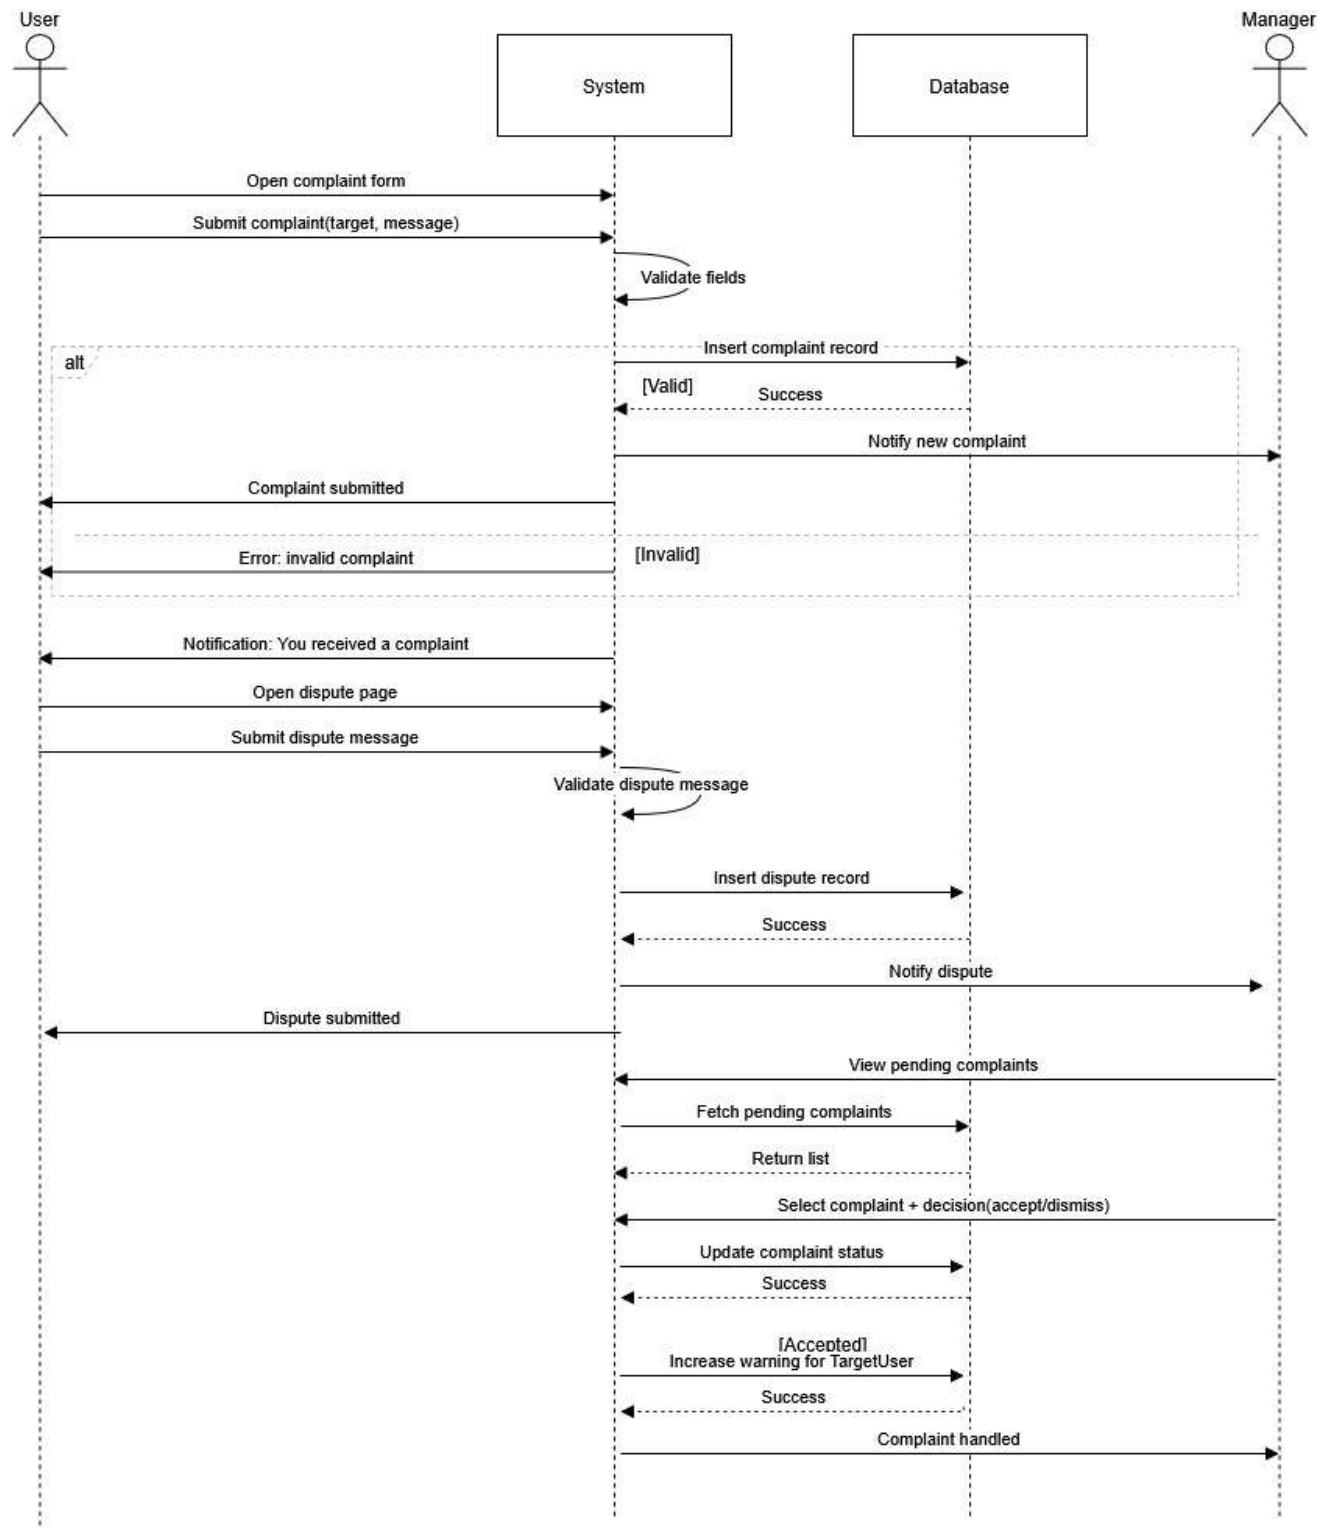 User
Manager
System
Database
Open complaint form
Submit complaint(target, message)
Validate fields
alt
Insert complaint record
[Valid]
Success
Notify new complaint
Complaint submitted
[Invalid]
Error: invalid complaint
Notification: You received a complaint
Open dispute page
Submit dispute message
Validate dispute message
Insert dispute record
Success
Notify dispute
Dispute submitted
View pending complaints
Fetch pending complaints
Return list
Select complaint + decision(accept/dismiss)
Update complaint status
Success
[Accepted]
Increase warning for TargetUser
Success
Complaint handled